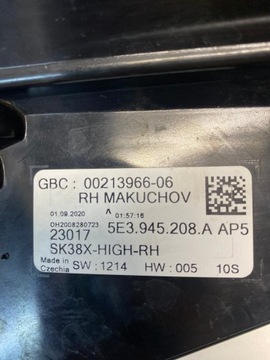 GBC : 00213966-06
RH MAKUCHOV
01.09.2020 ^ 01:57:16
OH2008280723
23017 5E3.945.208.A AP5
SK38X-HIGH-RH
Made in Czechia SW : 1214 HW : 005 10S